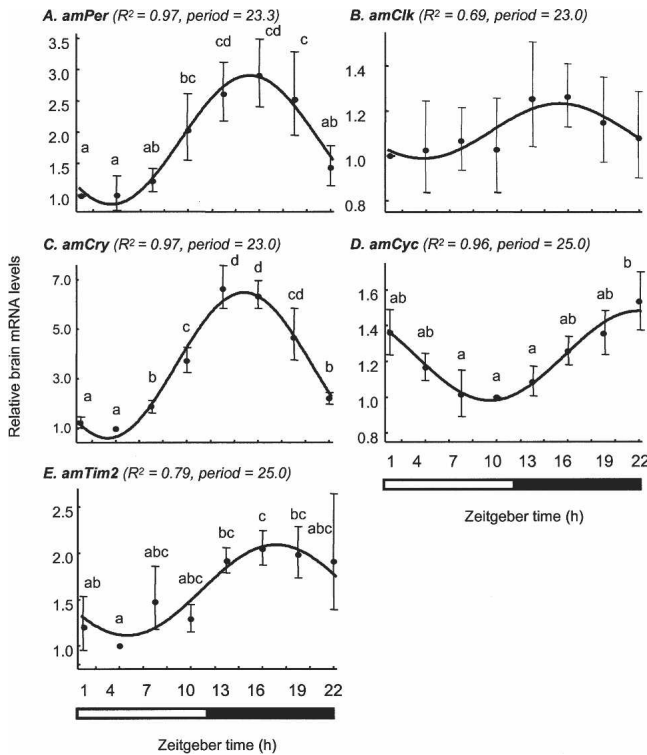 A. amPer (R² = 0.97, period = 23.3)
3.5
3.0
2.5
2.0
1.5
1.0
a
a
ab
bc
cd
cd
c
ab
B. amClk (R² = 0.69, period = 23.0)
1.4
1.2
1.0
0.8
Relative brain mRNA levels
C. amCry (R² = 0.97, period = 23.0)
7.0
5.0
3.0
1.0
a
a
b
c
d
d
cd
b
D. amCyc (R² = 0.96, period = 25.0)
1.6
1.4
1.2
1.0
0.8
ab
ab
a
a
a
ab
ab
b
1 4 7 10 13 16 19 22
Zeitgeber time (h)
E. amTim2 (R² = 0.79, period = 25.0)
2.0
1.5
1.0
ab
a
abc
abc
bc
c
bc
abc
1 4 7 10 13 16 19 22
Zeitgeber time (h)